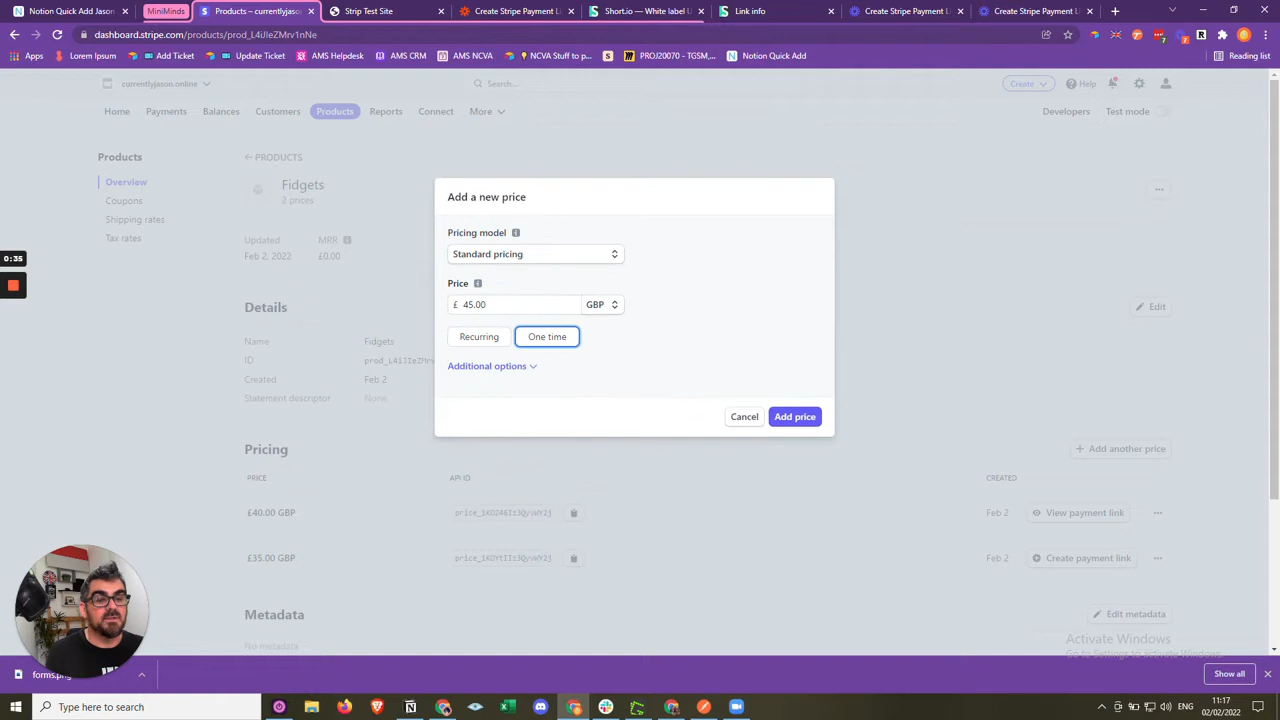 Notion Quick Add Jason
MiniMinds
Products – currentlyjason
Strip Test Site
Create Stripe Payment L
Short.io — White label U
Link info
Create Stripe Payment L
Create Stripe Payment L
dashboard.stripe.com/products/prod_L4iJIeZMrv1nNe
Apps
Lorem Ipsum
Add Ticket
Update Ticket
AMS Helpdesk
AMS CRM
AMS NCVA
NCVA Stuff to p...
PROJ20070 - TGSM,...
Notion Quick Add
Reading list
currentlyjason.online
Search...
Create
Help
Home
Payments
Balances
Customers
Products
Reports
Connect
More
Developers
Test mode
Products
Overview
Coupons
Shipping rates
Tax rates
← PRODUCTS
Fidgets
2 prices
Updated
MRR
Feb 2, 2022
£0.00
Details
Edit
Name
Fidgets
ID
Created
Feb 2
Statement descriptor
None
Add a new price
Pricing model
Standard pricing
Price
£ 45.00
GBP
Recurring
One time
Additional options
Cancel
Add price
0:35
Pricing
Add another price
PRICE
API ID
CREATED
£40.00 GBP
Feb 2
View payment link
£35.00 GBP
Feb 2
Create payment link
Metadata
Edit metadata
No metadata
Activate Windows
Go to Settings to activate Windows.
forms.png
Show all
Type here to search
ENG
11:17
02/02/2022